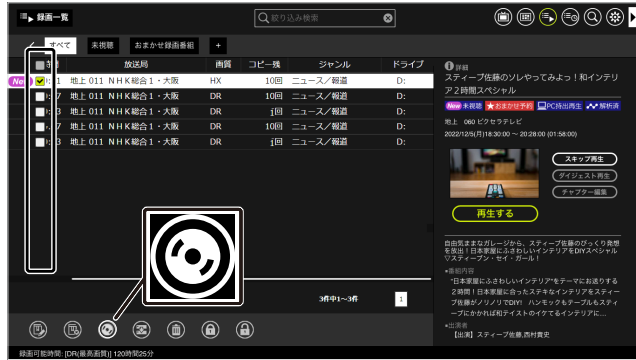 録画一覧
絞り込み検索
すべて 未視聴 おまかせ録画番組 +
放送局 画質 コピー残 ジャンル ドライブ
New 1 地上 011 ＮＨＫ総合１・大阪 HX 10回 ニュース／報道 D:
7 地上 011 ＮＨＫ総合１・大阪 DR 10回 ニュース／報道 D:
3 地上 011 ＮＨＫ総合１・大阪 DR 回 ニュース／報道 D:
7 地上 011 ＮＨＫ総合１・大阪 DR 10回 ニュース／報道 D:
3 地上 011 ＮＨＫ総合１・大阪 DR 回 ニュース／報道 D:
3件中1～3件 1
録画可能時間: [DR(最高画質)] 120時間25分
詳細
スティーブ佐藤のソレやってみよっ！和インテリ
ア２時間スペシャル
New 未視聴 ★おまかせ予約 PC持出再生 解析済
地上 060 ピクセラテレビ
2022/12/5(月)18:30:00 ～ 20:28:00 (01:58:00)
スキップ再生
ダイジェスト再生
チャプター編集
再生する
自由気ままなガレージから、スティーブ佐藤のびっくり発想
を放出！日本家屋にふさわしいインテリアをDIYスペシャル
▽スティーブン・セイ・ガール！
■番組内容
“日本家屋にふさわしいインテリア”をテーマにお送りする
２時間！日本家屋に合ったステキなインテリアをスティー
ブ佐藤がノリノリでDIY! ハンモックもテーブルもスティ
ーブにかかれば和テイストのイケてるインテリアに...
■出演者
【出演】スティーブ佐藤,西村貴史